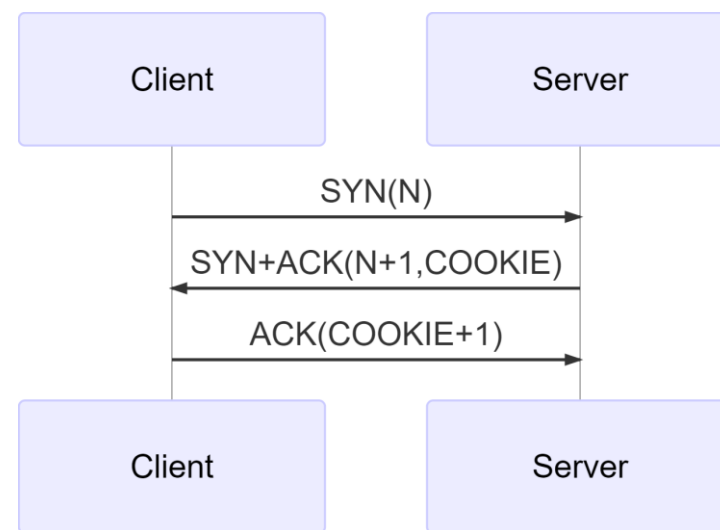 Client
Server
SYN(N)
SYN+ACK(N+1,COOKIE)
ACK(COOKIE+1)
Client
Server